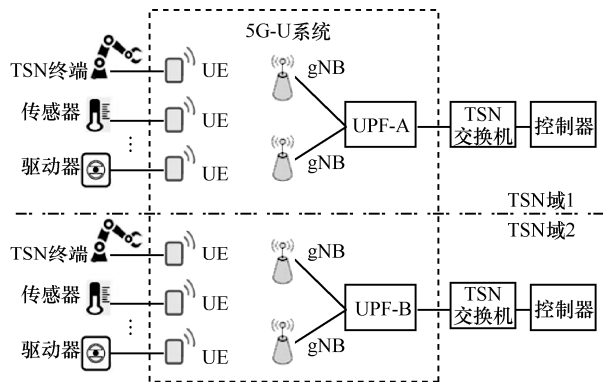 5G-U系统
TSN终端
UE
gNB
传感器
UE
UPF-A
TSN
交换机
控制器
⋮
驱动器
UE
gNB
TSN域1
TSN域2
TSN终端
UE
gNB
传感器
UE
UPF-B
TSN
交换机
控制器
⋮
驱动器
UE
gNB